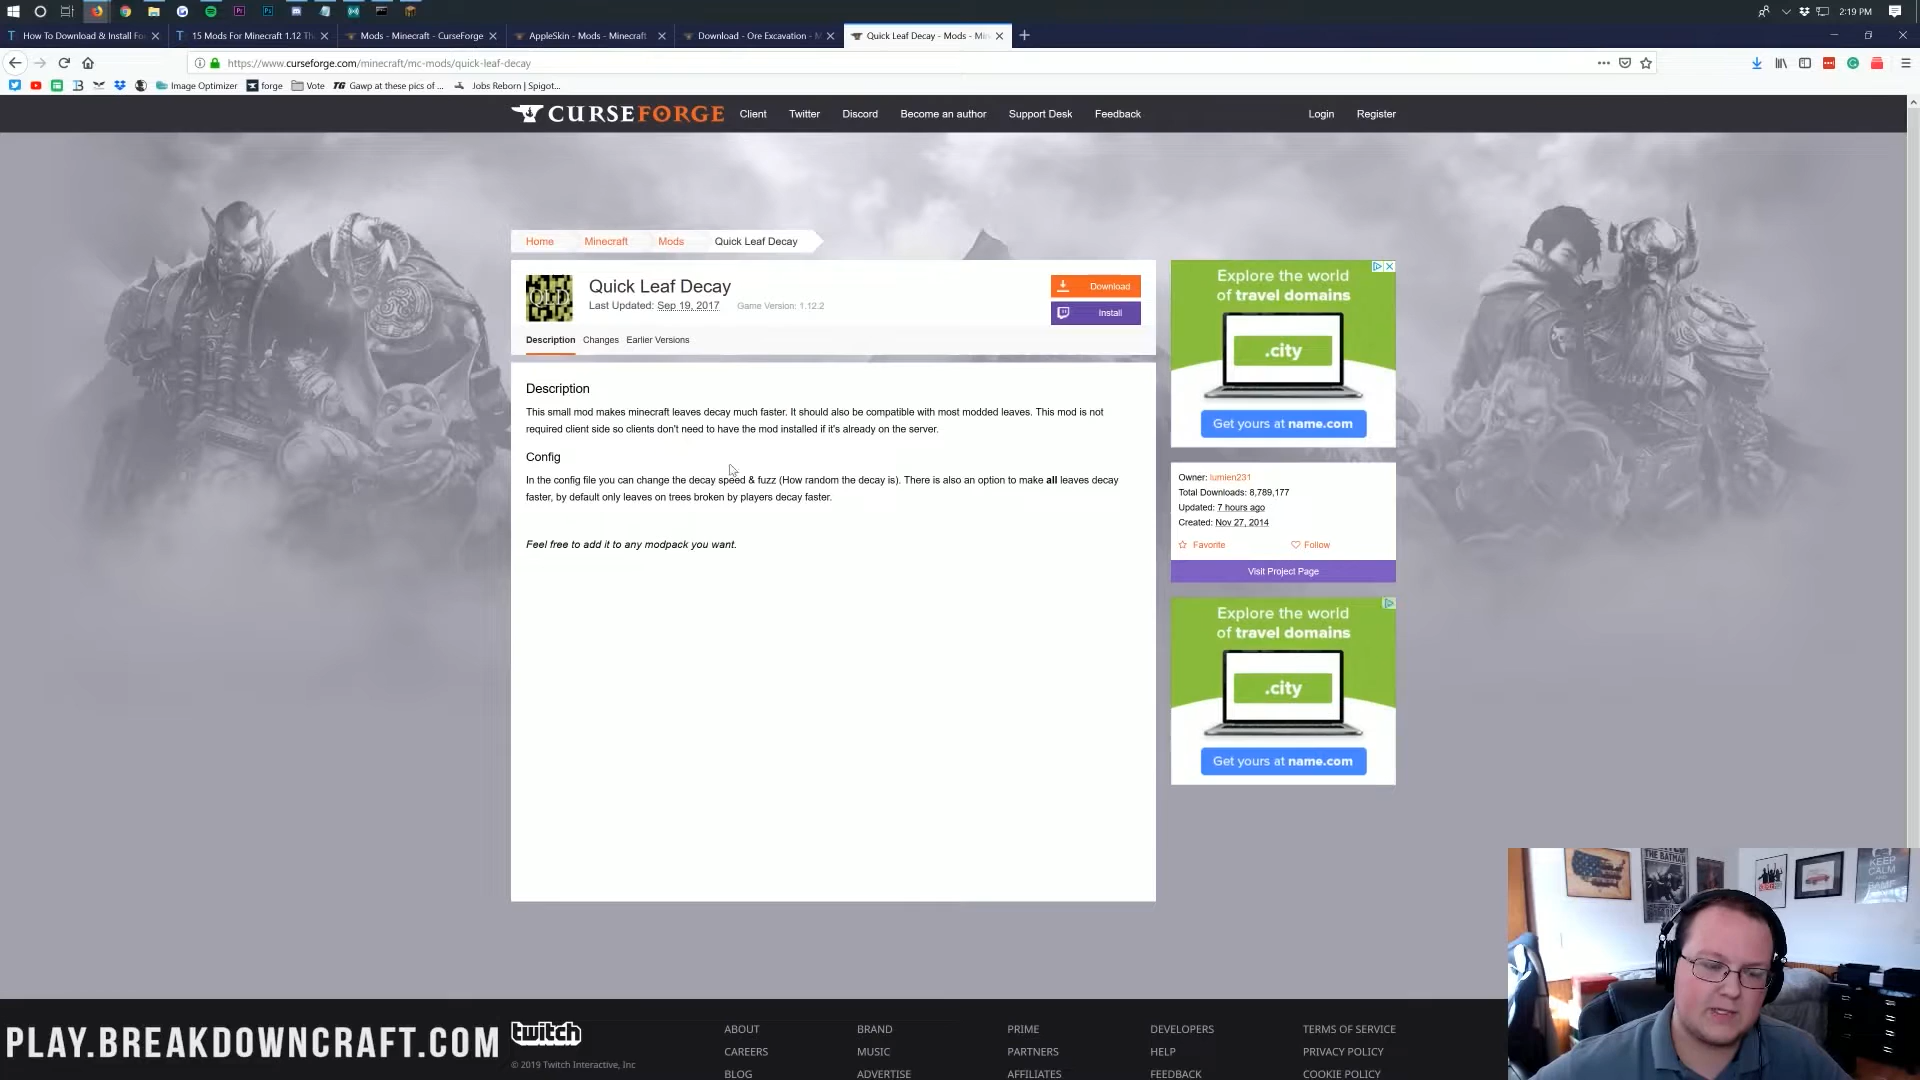 2:19 PM
How To Download & Install Fo
15 Mods For Minecraft 1.12 Th
Mods - Minecraft - CurseForge
AppleSkin - Mods - Minecraft
Download - Ore Excavation - M
Quick Leaf Decay - Mods - Min
https://www.curseforge.com/minecraft/mc-mods/quick-leaf-decay
Image Optimizer
forge
Vote
TG Gawp at these pics of ...
Jobs Reborn | Spigot...
CURSEFORGE
Client
Twitter
Discord
Become an author
Support Desk
Feedback
Login
Register
Home
Minecraft
Mods
Quick Leaf Decay
QLD
Quick Leaf Decay
Last Updated: Sep 19, 2017
Game Version: 1.12.2
Download
Install
Description
Changes
Earlier Versions
Description
This small mod makes minecraft leaves decay much faster. It should also be compatible with most modded leaves. This mod is not
required client side so clients don't need to have the mod installed if it's already on the server.
Config
In the config file you can change the decay speed & fuzz (How random the decay is). There is also an option to make all leaves decay
faster, by default only leaves on trees broken by players decay faster.
Feel free to add it to any modpack you want.
Explore the world
of travel domains
.city
Get yours at name.com
Owner: lumien231
Total Downloads: 8,789,177
Updated: 7 hours ago
Created: Nov 27, 2014
Favorite
Follow
Visit Project Page
Explore the world
of travel domains
.city
Get yours at name.com
THE BATMAN
KEEP
CALM
AND
PLAY.BREAKDOWNCRAFT.COM
twitch
© 2019 Twitch Interactive, Inc
ABOUT
CAREERS
BLOG
BRAND
MUSIC
ADVERTISE
PRIME
PARTNERS
AFFILIATES
DEVELOPERS
HELP
FEEDBACK
TERMS OF SERVICE
PRIVACY POLICY
COOKIE POLICY